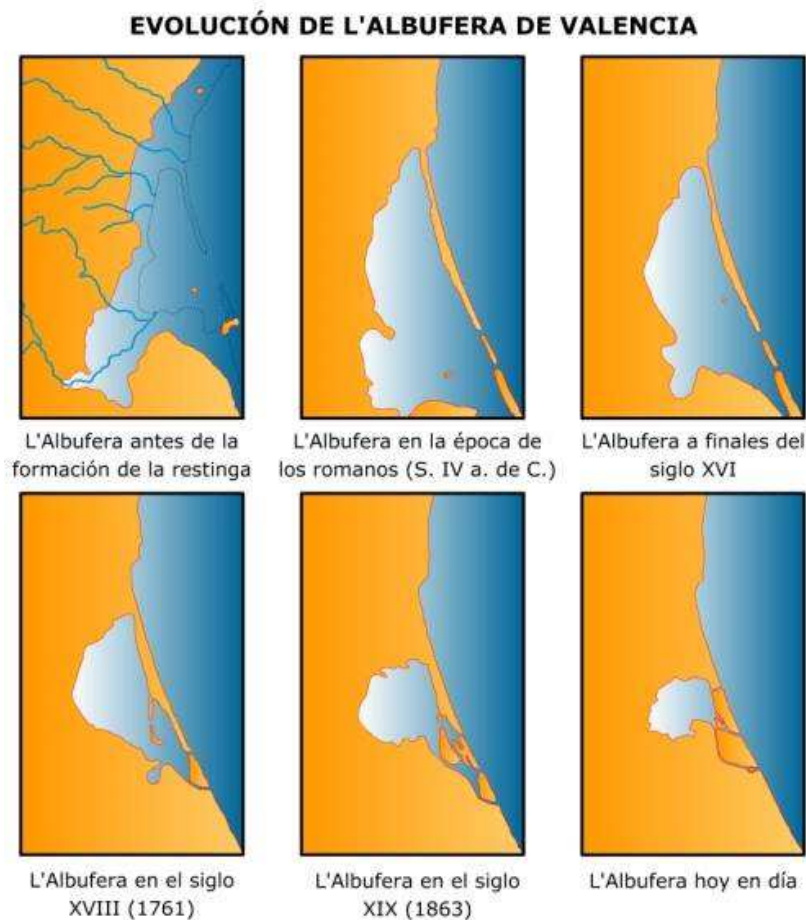 EVOLUCIÓN DE L'ALBUFERA DE VALENCIA
L'Albufera antes de la
formación de la restinga
L'Albufera en la época de
los romanos (S. IV a. de C.)
L'Albufera a finales del
siglo XVI
L'Albufera en el siglo
XVIII (1761)
L'Albufera en el siglo
XIX (1863)
L'Albufera hoy en día